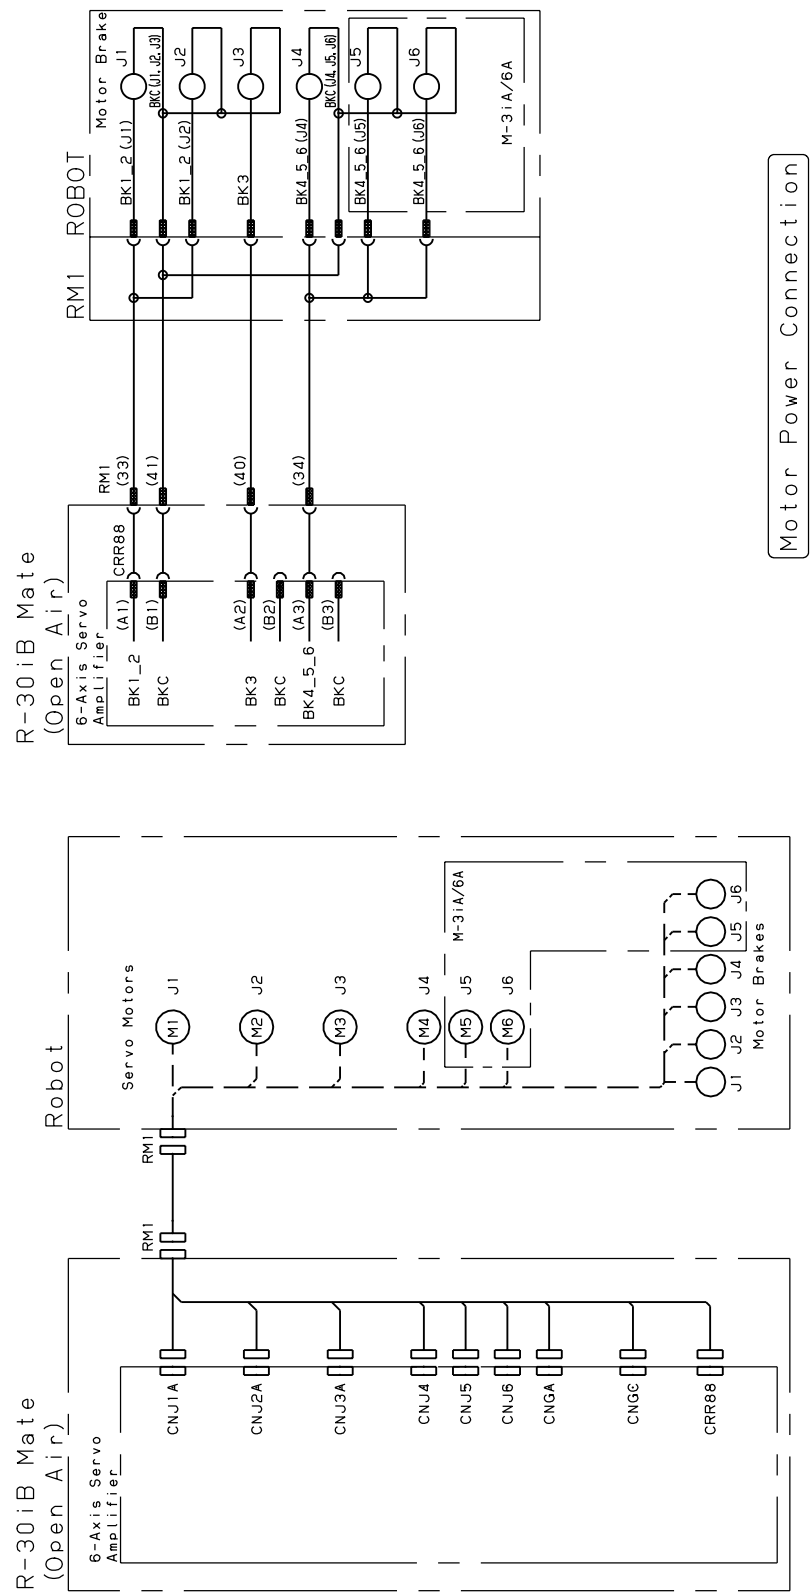 R-30iB Mate
(Open Air)
6-Axis Servo
Amplifier
CNJ1A
CNJ2A
CNJ3A
CNJ4
CNJ5
CNJ6
CNGA
CNGC
CRR88
RM1
RM1
Robot
Servo Motors
M1
J1
M2
J2
M3
J3
M4
J4
M5
J5
M6
J6
M-3iA/6A
J1
J2
J3
J4
J5
J6
Motor Brakes
R-30iB Mate
(Open Air)
6-Axis Servo
Amplifier
BK1_2
(A1)
BKC
(B1)
BK3
(A2)
BKC
(B2)
BK4_5_6
(A3)
BKC
(B3)
CRR88
RM1
(33)
(41)
(40)
(34)
RM1
ROBOT
Motor Brake
BK1_2 (J1)
J1
BKC (J1, J2, J3)
BK1_2 (J2)
J2
BK3
J3
BK4_5_6 (J4)
J4
BKC (J4, J5, J6)
BK4_5_6 (J5)
J5
BK4_5_6 (J6)
J6
M-3iA/6A
Motor Power Connection